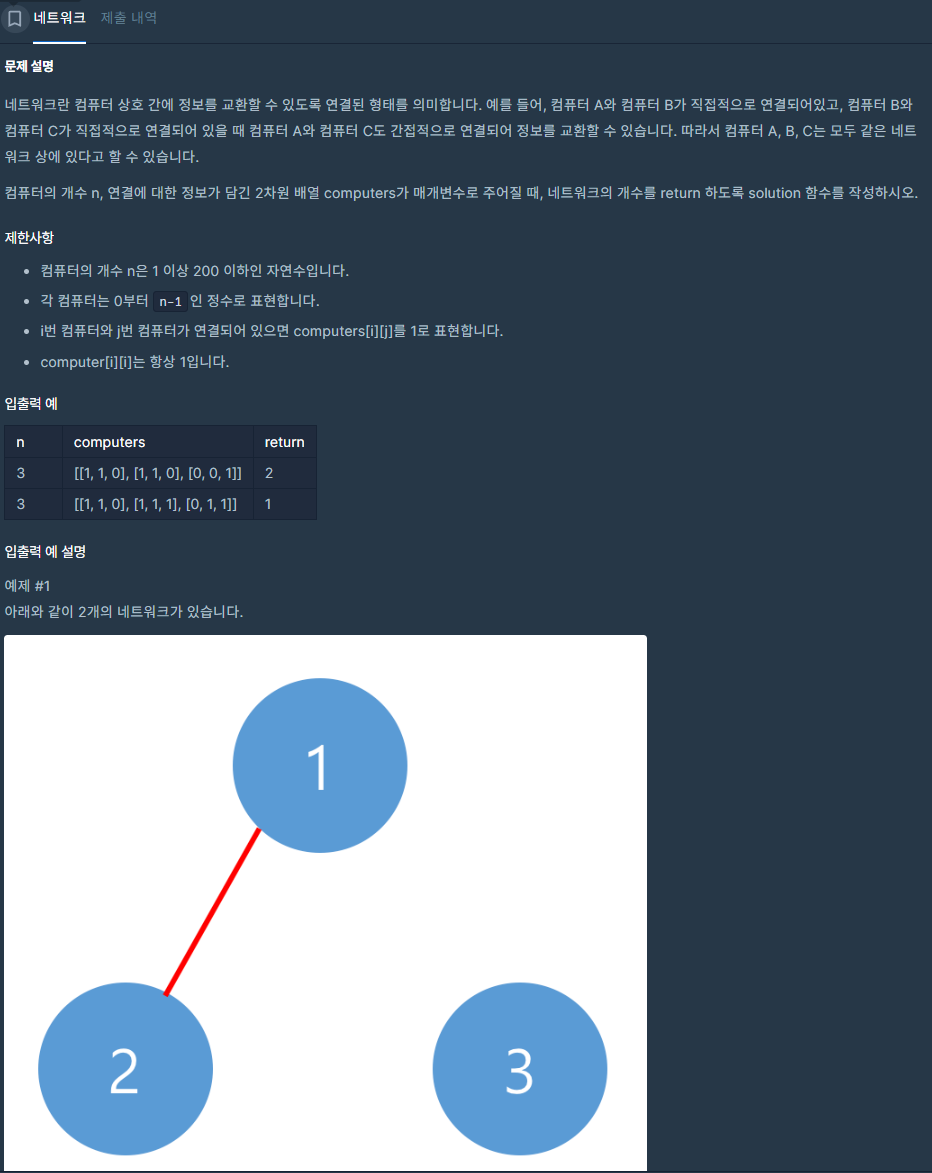 네트워크 제출 내역
문제 설명
네트워크란 컴퓨터 상호 간에 정보를 교환할 수 있도록 연결된 형태를 의미합니다. 예를 들어, 컴퓨터 A와 컴퓨터 B가 직접적으로 연결되어있고, 컴퓨터 B와
컴퓨터 C가 직접적으로 연결되어 있을 때 컴퓨터 A와 컴퓨터 C도 간접적으로 연결되어 정보를 교환할 수 있습니다. 따라서 컴퓨터 A, B, C는 모두 같은 네트
워크 상에 있다고 할 수 있습니다.
컴퓨터의 개수 n, 연결에 대한 정보가 담긴 2차원 배열 computers가 매개변수로 주어질 때, 네트워크의 개수를 return 하도록 solution 함수를 작성하시오.
제한사항
컴퓨터의 개수 n은 1 이상 200 이하인 자연수입니다.
각 컴퓨터는 0부터 n-1 인 정수로 표현합니다.
i번 컴퓨터와 j번 컴퓨터가 연결되어 있으면 computers[i][j]를 1로 표현합니다.
computer[i][i]는 항상 1입니다.
입출력 예
n computers return
3 [[1, 1, 0], [1, 1, 0], [0, 0, 1]] 2
3 [[1, 1, 0], [1, 1, 1], [0, 1, 1]] 1
입출력 예 설명
예제 #1
아래와 같이 2개의 네트워크가 있습니다.
1
2 3